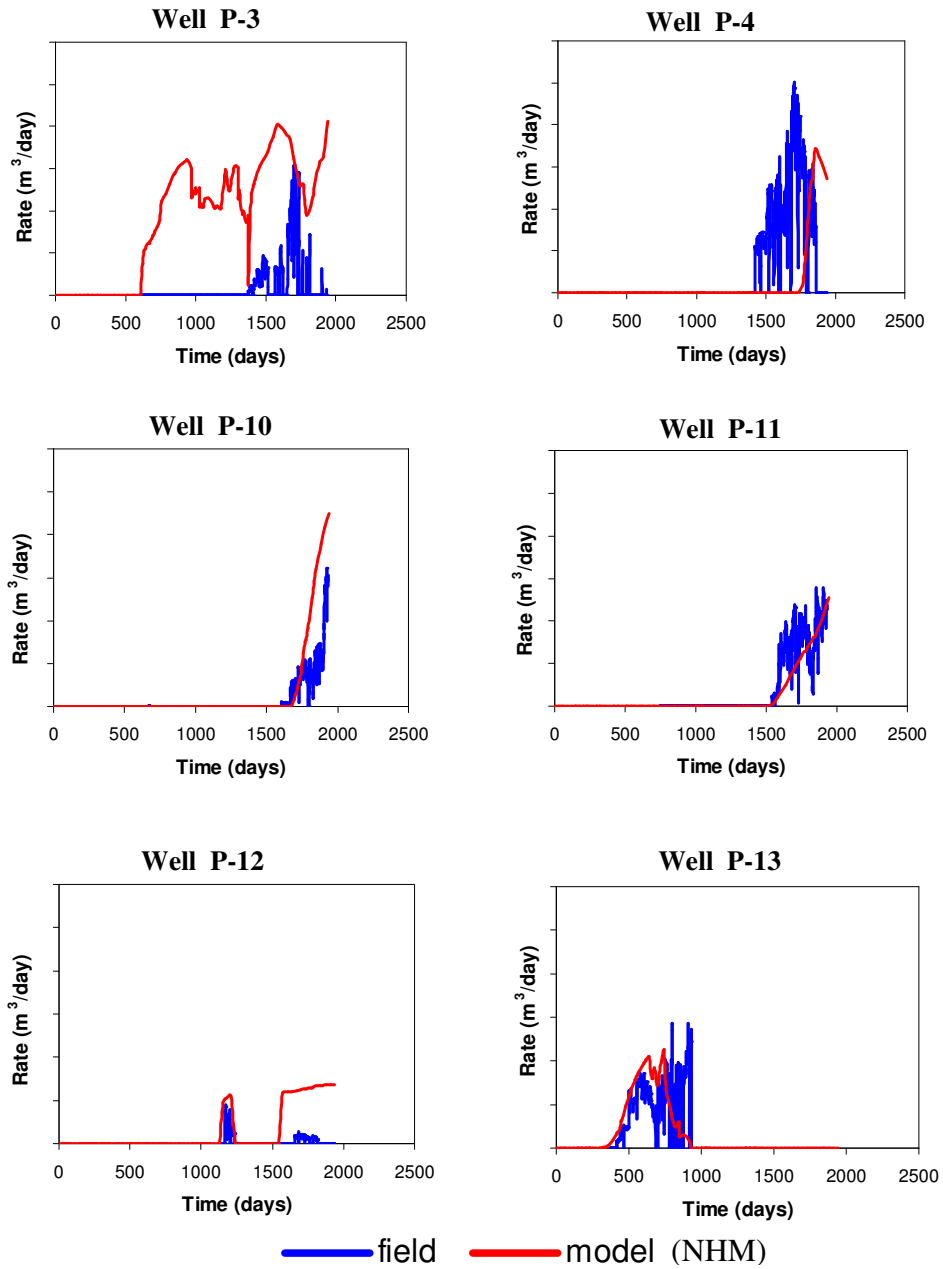 Well P-3
Well P-4
Rate (m³/day)
0 500 1000 1500 2000 2500
Time (days)
Rate (m³/day)
0 500 1000 1500 2000 2500
Time (days)
Well P-10
Well P-11
Rate (m³/day)
0 500 1000 1500 2000 2500
Time (days)
Rate (m³/day)
0 500 1000 1500 2000 2500
Time (days)
Well P-12
Well P-13
Rate (m³/day)
0 500 1000 1500 2000 2500
Time (days)
Rate (m³/day)
0 500 1000 1500 2000 2500
Time (days)
field model (NHM)